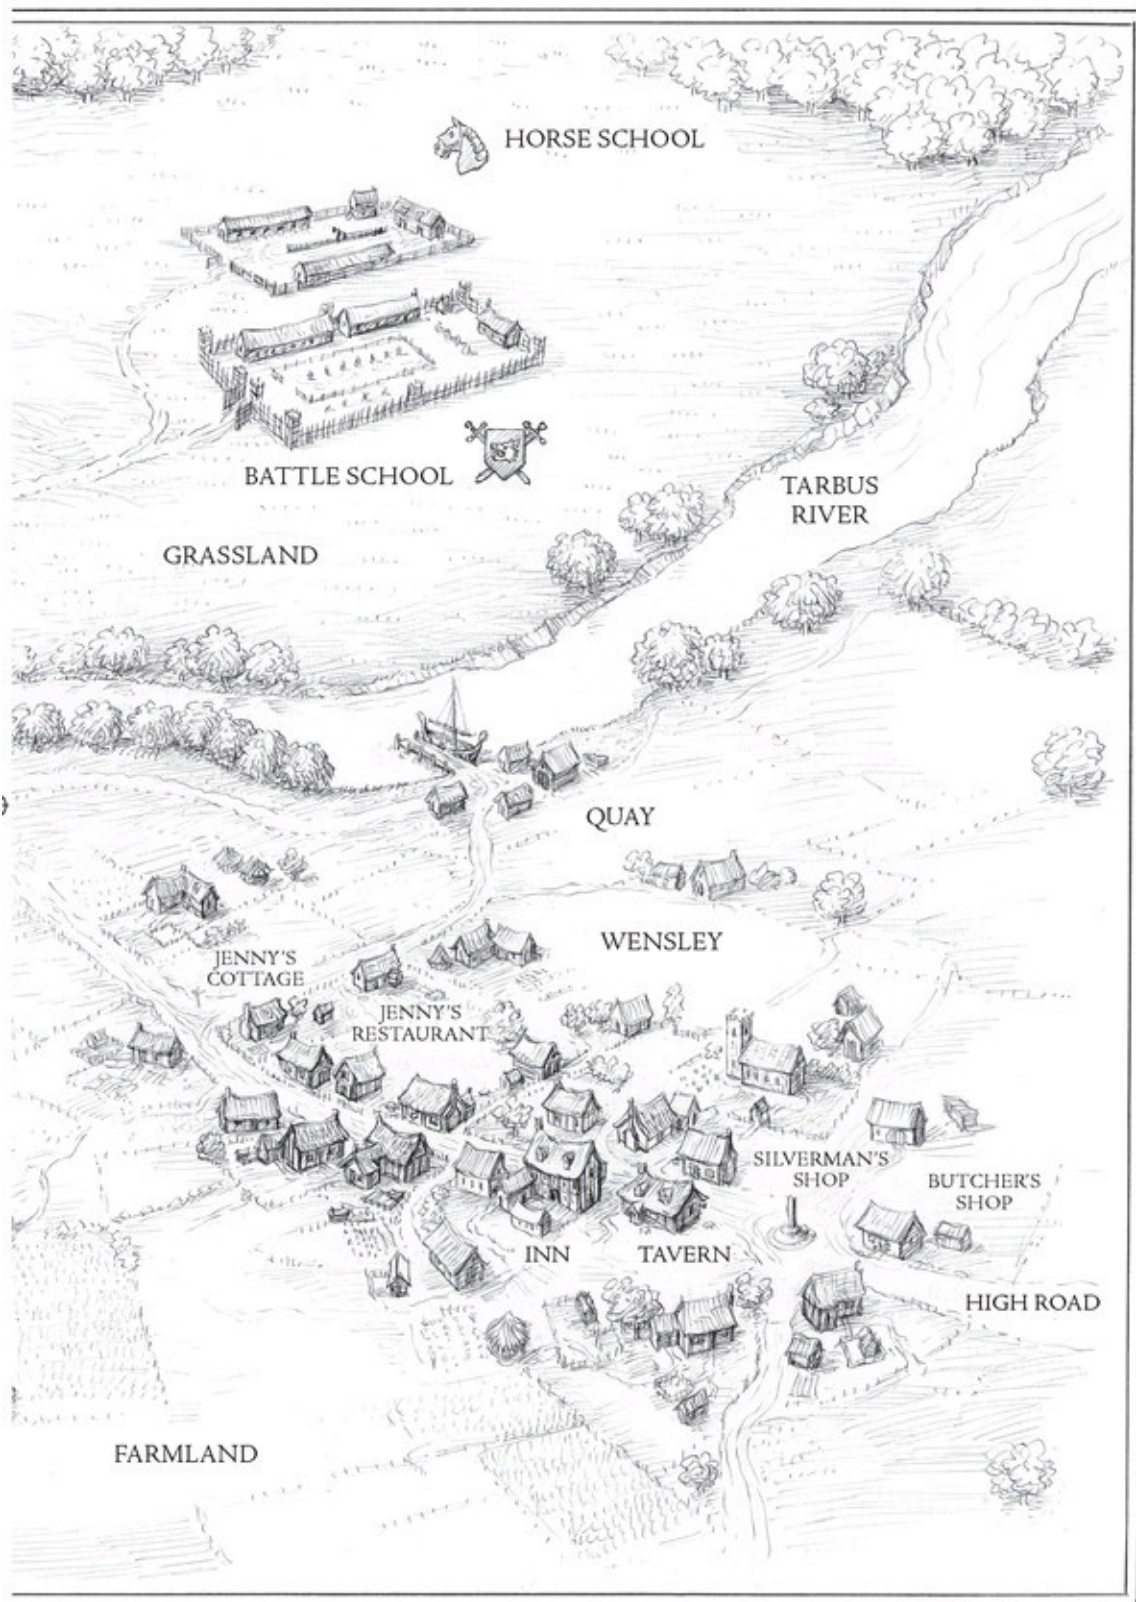 HORSE SCHOOL
BATTLE SCHOOL
TARBUS
RIVER
GRASSLAND
QUAY
WENSLEY
JENNY'S
COTTAGE
JENNY'S
RESTAURANT
SILVERMAN'S
SHOP
BUTCHER'S
SHOP
INN
TAVERN
HIGH ROAD
FARMLAND